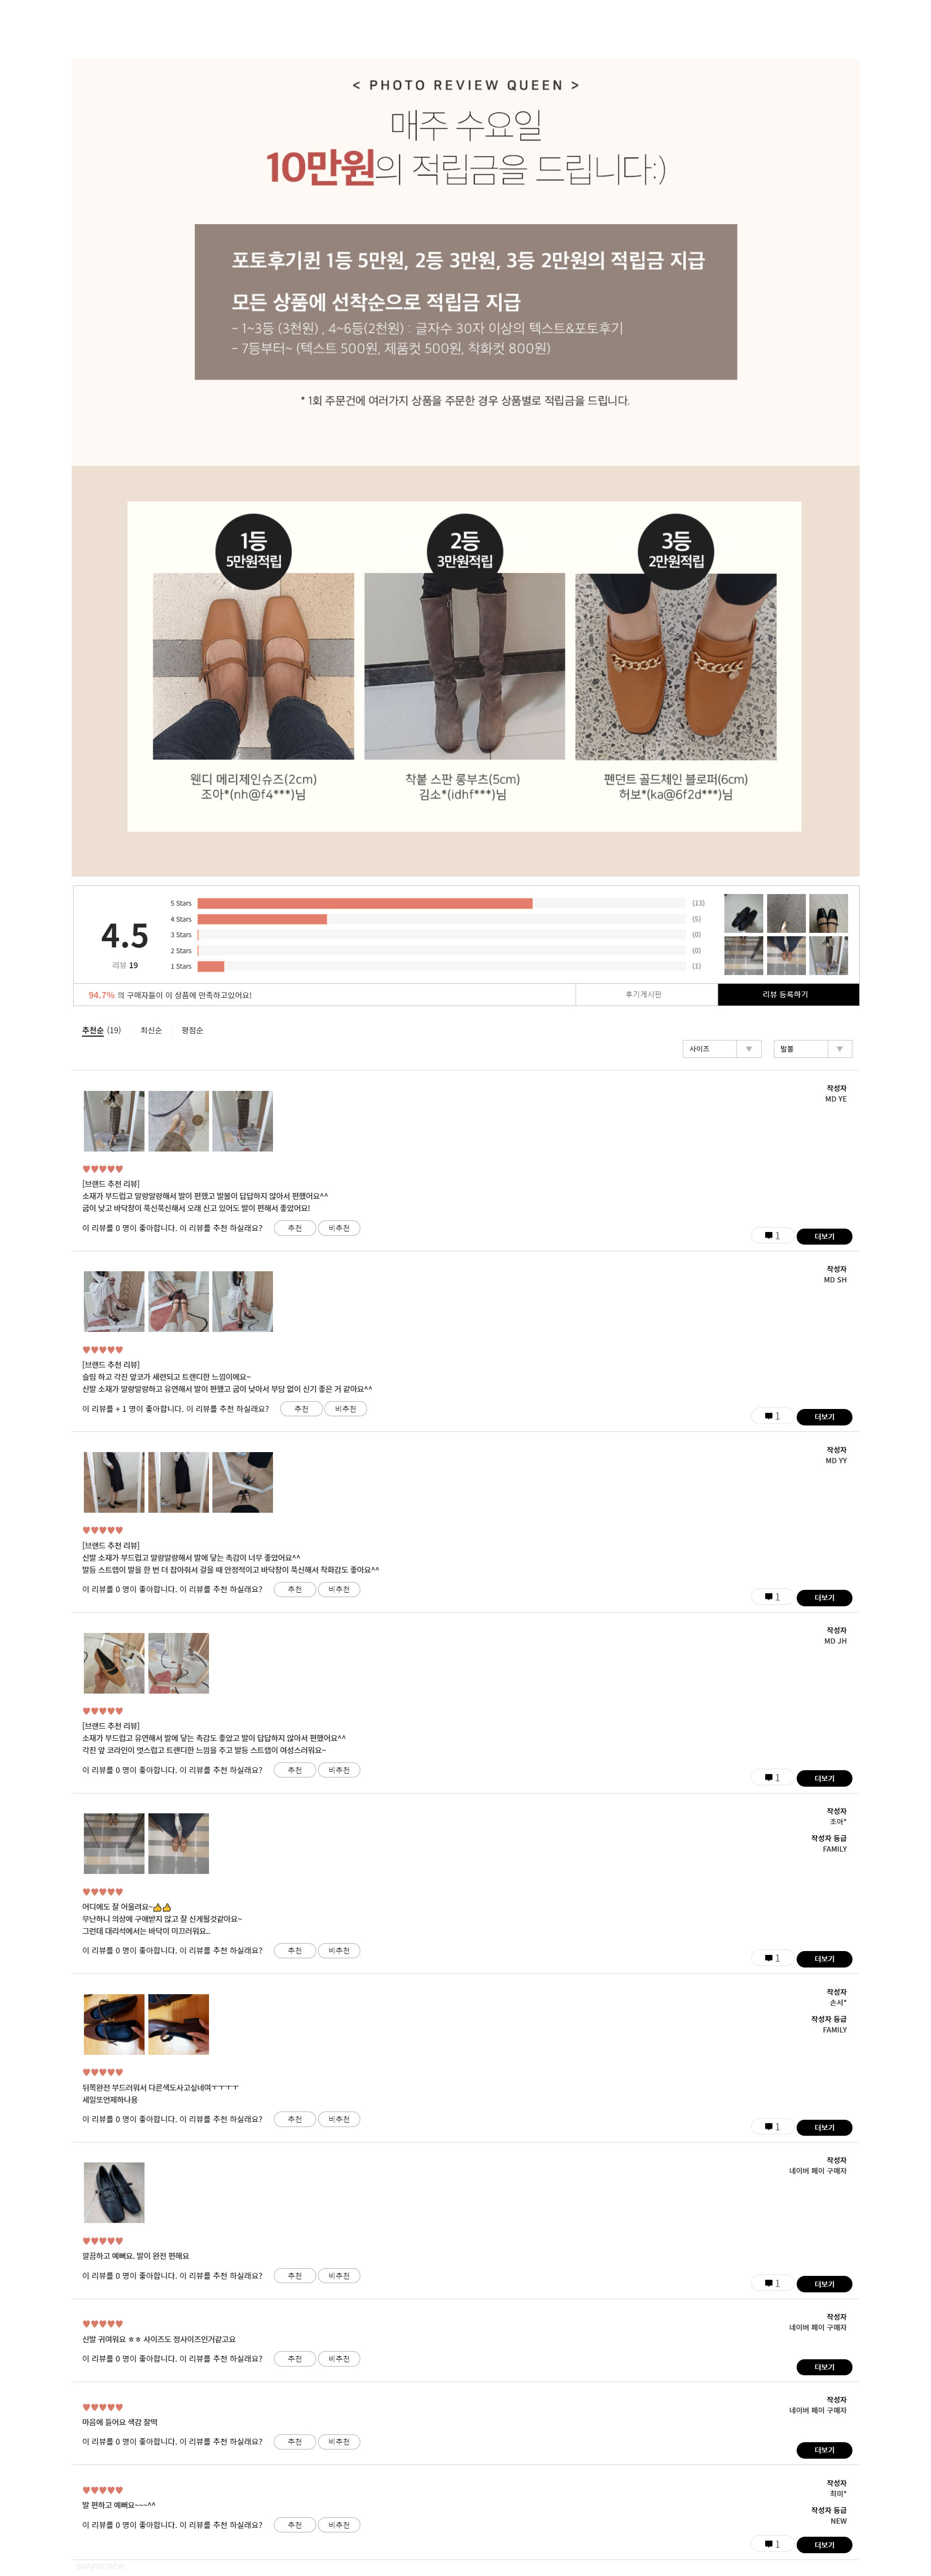 < PHOTO REVIEW QUEEN >
매주 수요일
10만원의 적립금을 드립니다:)
포토후기퀸 1등 5만원, 2등 3만원, 3등 2만원의 적립금 지급
모든 상품에 선착순으로 적립금 지급
- 1~3등 (3천원) , 4~6등(2천원) : 글자수 30자 이상의 텍스트&포토후기
- 7등부터~ (텍스트 500원, 제품컷 500원, 착화컷 800원)
* 1회 주문건에 여러가지 상품을 주문한 경우 상품별로 적립금을 드립니다.
1등
5만원적립
2등
3만원적립
3등
2만원적립
웬디 메리제인슈즈(2cm)
조아*(nh@f4***)님
착붙 스판 롱부츠(5cm)
김소*(idhf***)님
펜던트 골드체인 블로퍼(6cm)
허보*(ka@6f2d***)님
4.5
리뷰 19
5 Stars (13)
4 Stars (5)
3 Stars (0)
2 Stars (0)
1 Stars (1)
94.7% 의 구매자들이 이 상품에 만족하고있어요!
후기게시판
리뷰 등록하기
추천순 (19) 최신순 평점순
사이즈 발볼
작성자
MD YE
♥♥♥♥♥
[브랜드 추천 리뷰]
소재가 부드럽고 말랑말랑해서 발이 편했고 발볼이 답답하지 않아서 편했어요^^
굽이 낮고 바닥창이 푹신푹신해서 오래 신고 있어도 발이 편해서 좋았어요!
이 리뷰를 0 명이 좋아합니다. 이 리뷰를 추천 하실래요? 추천 비추천
1 더보기
작성자
MD SH
♥♥♥♥♥
[브랜드 추천 리뷰]
슬림 하고 각진 앞코가 세련되고 트랜디한 느낌이에요~
신발 소재가 말랑말랑하고 유연해서 발이 편했고 굽이 낮아서 부담 없이 신기 좋은 거 같아요^^
이 리뷰를 + 1 명이 좋아합니다. 이 리뷰를 추천 하실래요? 추천 비추천
1 더보기
작성자
MD YY
♥♥♥♥♥
[브랜드 추천 리뷰]
신발 소재가 부드럽고 말랑말랑해서 발에 닿는 촉감이 너무 좋았어요^^
발등 스트랩이 발을 한 번 더 잡아줘서 걸을 때 안정적이고 바닥창이 푹신해서 착화감도 좋아요^^
이 리뷰를 0 명이 좋아합니다. 이 리뷰를 추천 하실래요? 추천 비추천
1 더보기
작성자
MD JH
♥♥♥♥♥
[브랜드 추천 리뷰]
소재가 부드럽고 유연해서 발에 닿는 촉감도 좋았고 발이 답답하지 않아서 편했어요^^
각진 앞 코라인이 멋스럽고 트랜디한 느낌을 주고 발등 스트랩이 여성스러워요~
이 리뷰를 0 명이 좋아합니다. 이 리뷰를 추천 하실래요? 추천 비추천
1 더보기
작성자
조아*
작성자 등급
FAMILY
♥♥♥♥♥
어디에도 잘 어울려요~👍👍
무난하니 의상에 구애받지 않고 잘 신게될것같아요~
그런데 대리석에서는 바닥이 미끄러워요..
이 리뷰를 0 명이 좋아합니다. 이 리뷰를 추천 하실래요? 추천 비추천
1 더보기
작성자
손서*
작성자 등급
FAMILY
♥♥♥♥♥
뒤쪽완전 부드러워서 다른색도사고싶네여ㅜㅜㅜㅜ
세일또언제하나용
이 리뷰를 0 명이 좋아합니다. 이 리뷰를 추천 하실래요? 추천 비추천
1 더보기
작성자
네이버 페이 구매자
♥♥♥♥♥
깔끔하고 예뻐요. 발이 완전 편해요
이 리뷰를 0 명이 좋아합니다. 이 리뷰를 추천 하실래요? 추천 비추천
1 더보기
작성자
네이버 페이 구매자
♥♥♥♥♥
신발 귀여워요 ㅎㅎ 사이즈도 정사이즈인거같고요
이 리뷰를 0 명이 좋아합니다. 이 리뷰를 추천 하실래요? 추천 비추천
더보기
작성자
네이버 페이 구매자
♥♥♥♥♥
마음에 들어요 색감 찰떡
이 리뷰를 0 명이 좋아합니다. 이 리뷰를 추천 하실래요? 추천 비추천
더보기
작성자
최미*
작성자 등급
NEW
♥♥♥♥♥
발 편하고 예뻐요~~~^^
이 리뷰를 0 명이 좋아합니다. 이 리뷰를 추천 하실래요? 추천 비추천
1 더보기
SNAPREVIEW